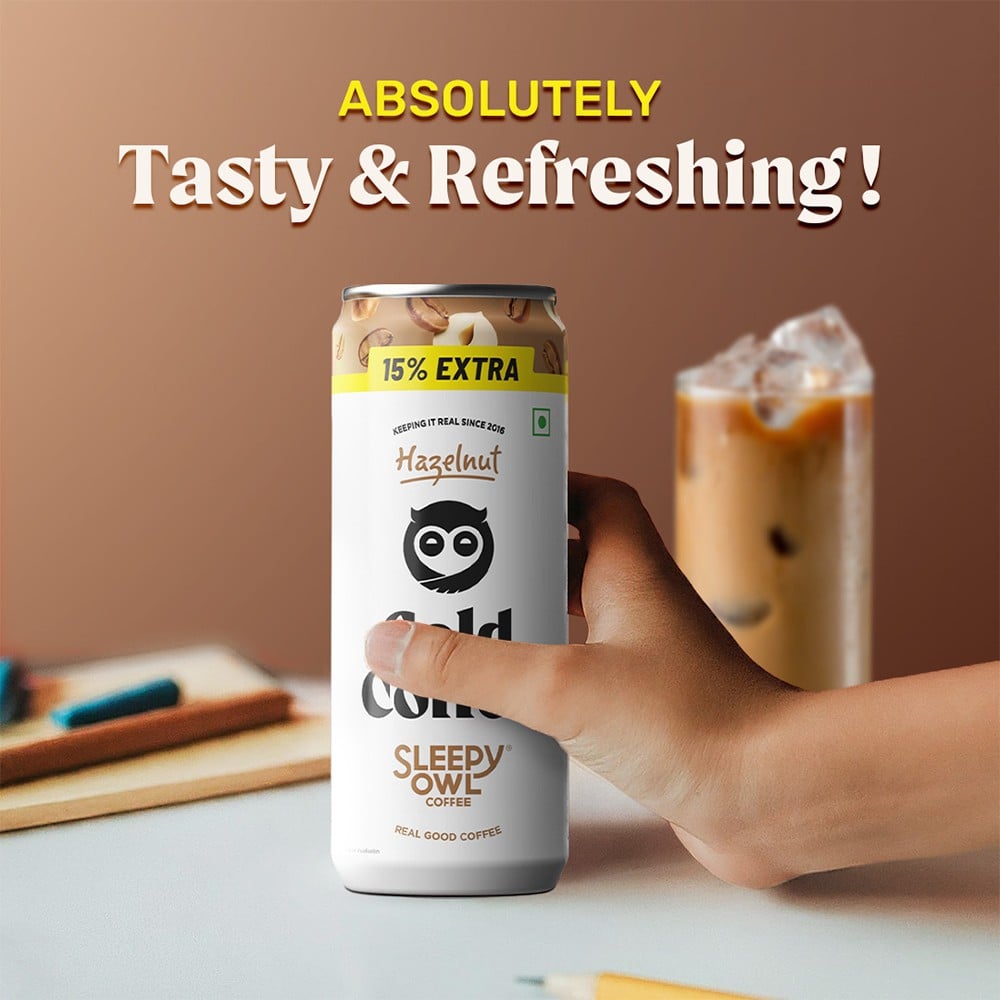 ABSOLUTELY
Tasty & Refreshing!
15% EXTRA
KEEPING IT REAL SINCE 2016
Hazelnut
SLEEPY
OWL®
COFFEE
REAL GOOD COFFEE